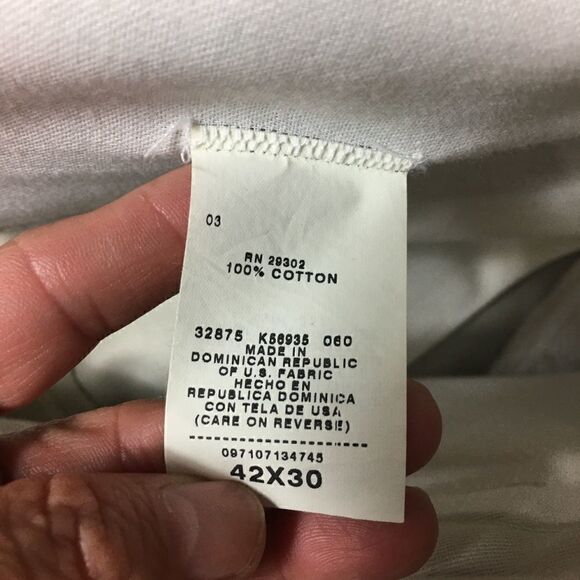 03
RN 29302
100% COTTON
32875 K56935 060
MADE IN
DOMINICAN REPUBLIC
OF U.S. FABRIC
HECHO EN
REPUBLICA DOMINICA
CON TELA DE USA
(CARE ON REVERSE)
097107134745
42X30